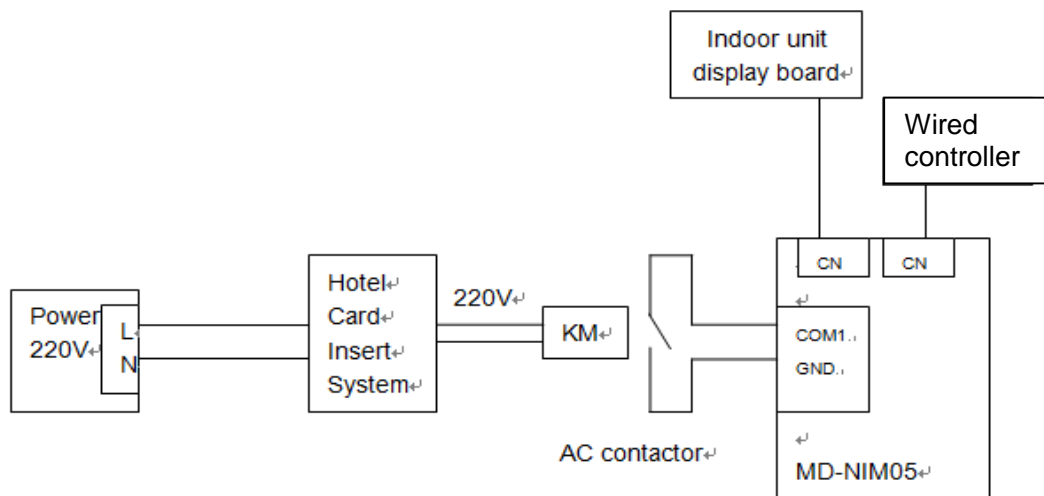 Indoor unit
display board
Wired
controller
CN
CN
Hotel
Card
Insert
System
220V
Power
220V
L
N
KM
COM1
GND
AC contactor
MD-NIM05